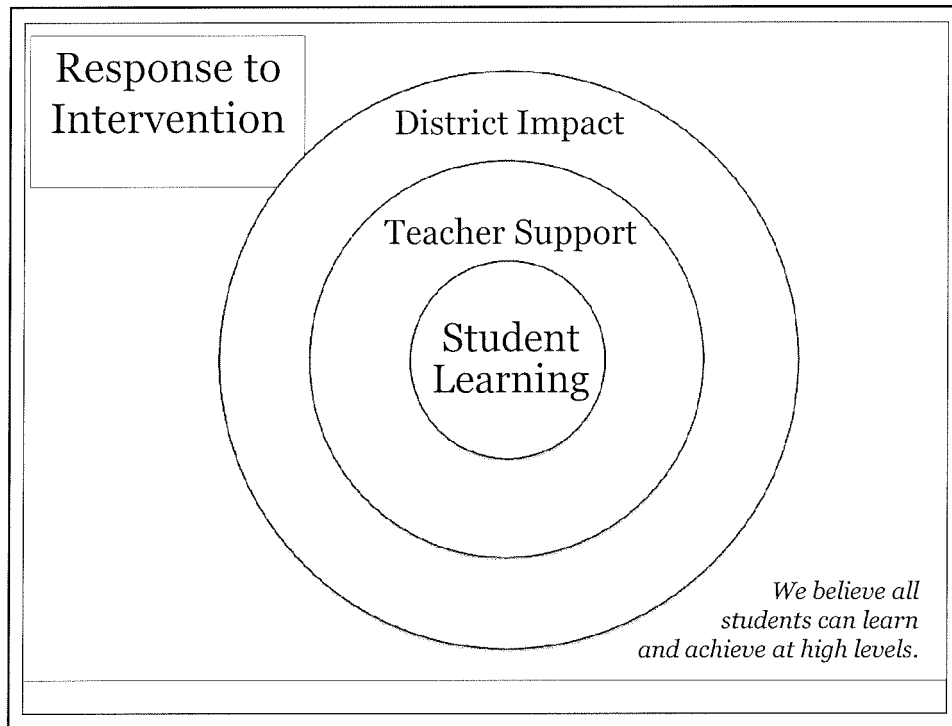 Response to
Intervention
District Impact
Teacher Support
Student
Learning
We believe all
students can learn
and achieve at high levels.